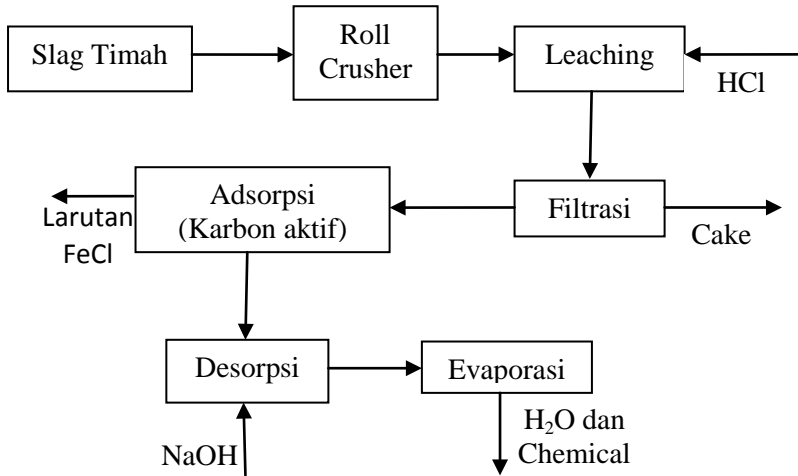 Slag Timah
Roll
Crusher
Leaching
HCl
Adsorpsi
(Karbon aktif)
Larutan
FeCl
Filtrasi
Cake
Desorpsi
Evaporasi
NaOH
H₂O dan
Chemical